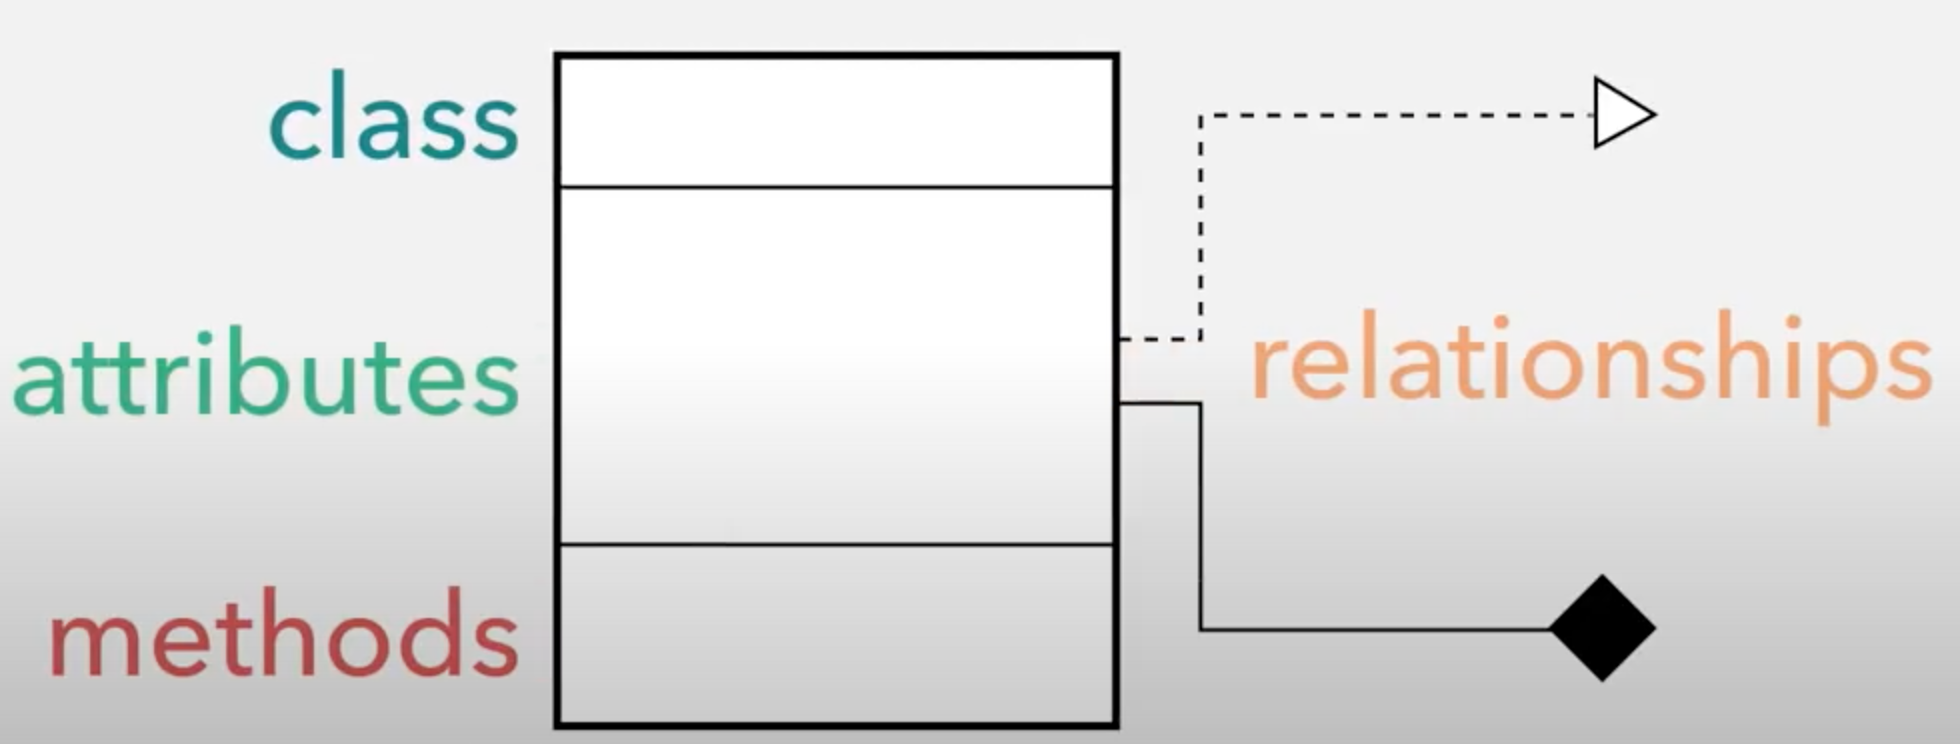 class
attributes
relationships
methods